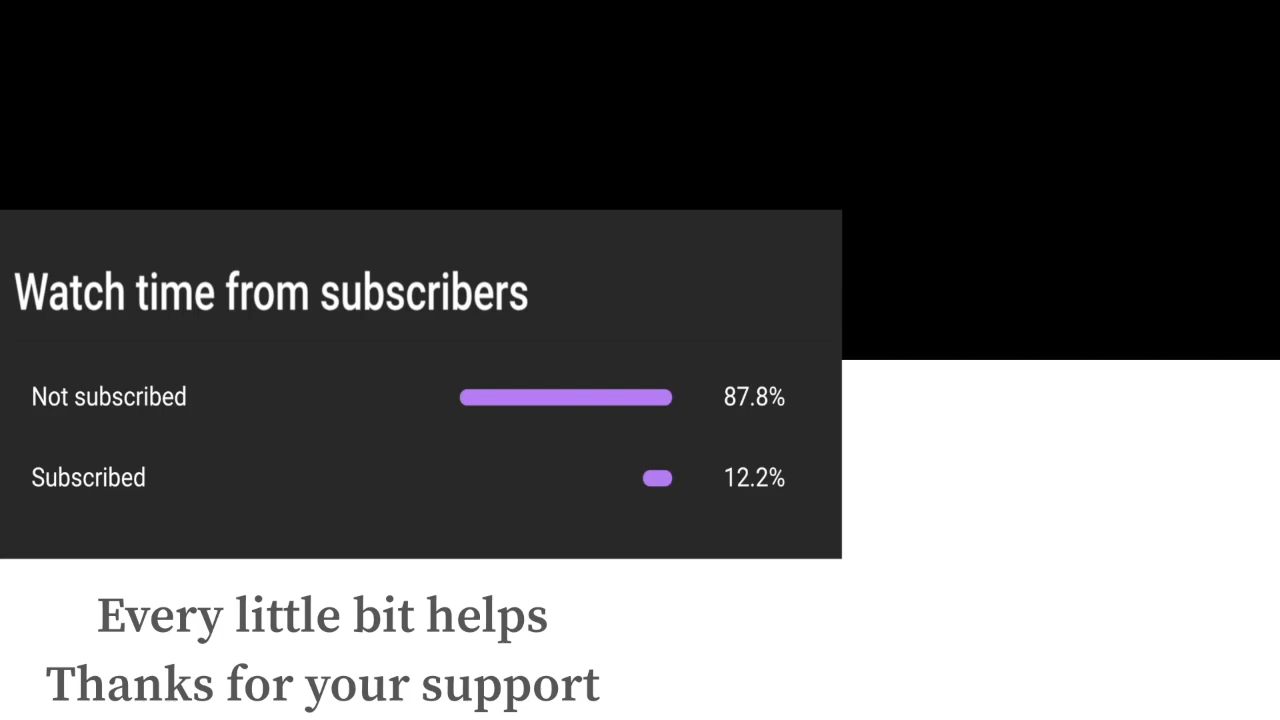 Watch time from subscribers
Not subscribed 87.8%
Subscribed 12.2%
Every little bit helps
Thanks for your support